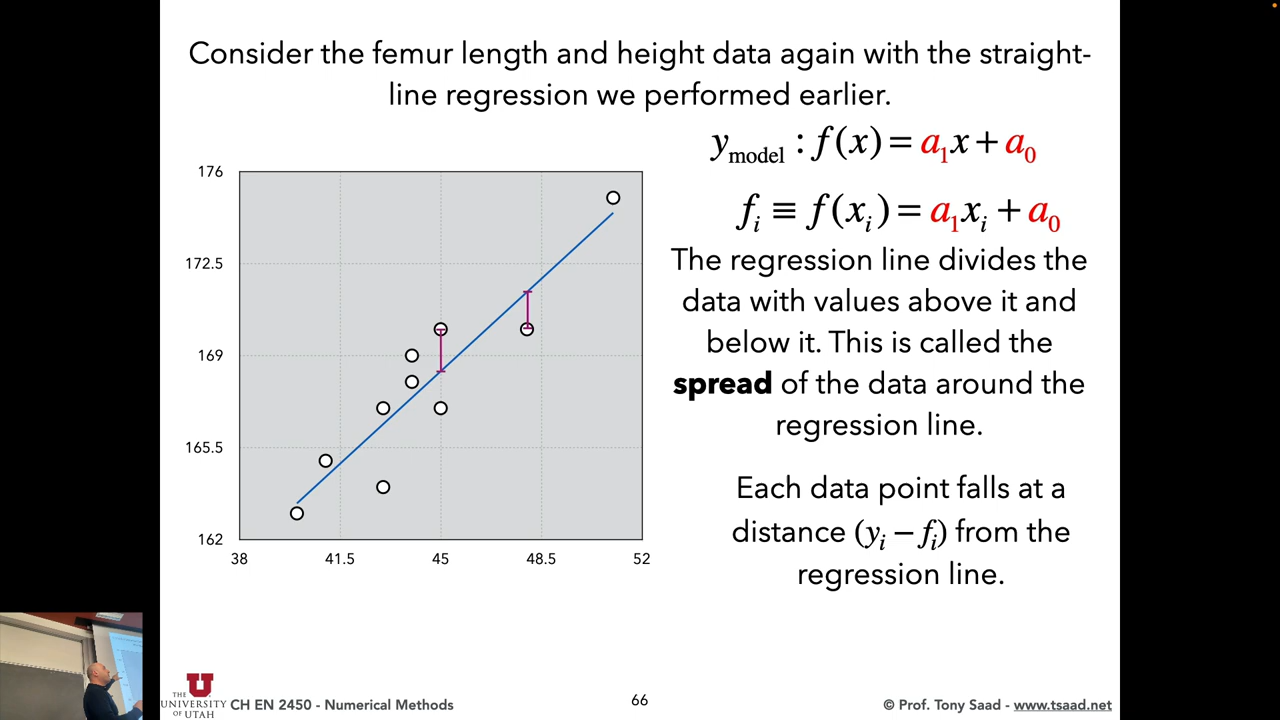 Consider the femur length and height data again with the straight-
line regression we performed earlier.
y_model : f(x) = a₁x + a₀
f_i ≡ f(x_i) = a₁x_i + a₀
The regression line divides the
data with values above it and
below it. This is called the
spread of the data around the
regression line.
Each data point falls at a
distance (y_i − f_i) from the
regression line.
176
172.5
169
165.5
162
38 41.5 45 48.5 52
THE
UNIVERSITY
OF UTAH
CH EN 2450 - Numerical Methods
66
© Prof. Tony Saad - www.tsaad.net